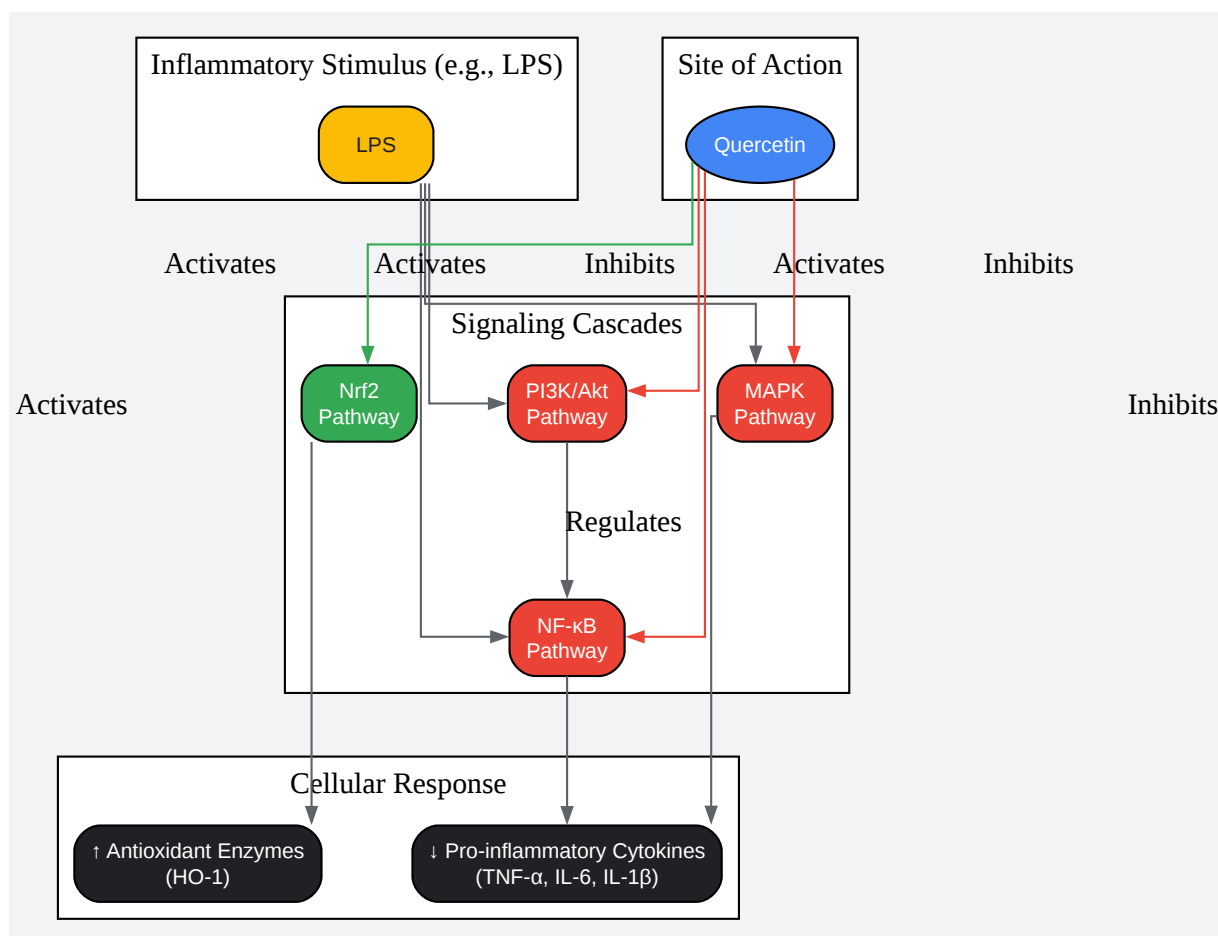 Inflammatory Stimulus (e.g., LPS)
Site of Action
LPS
Quercetin
Activates
Activates
Inhibits
Activates
Inhibits
Signaling Cascades
Nrf2
Pathway
PI3K/Akt
Pathway
MAPK
Pathway
Activates
Inhibits
Regulates
NF-κB
Pathway
Cellular Response
↑ Antioxidant Enzymes
(HO-1)
↓ Pro-inflammatory Cytokines
(TNF-α, IL-6, IL-1β)